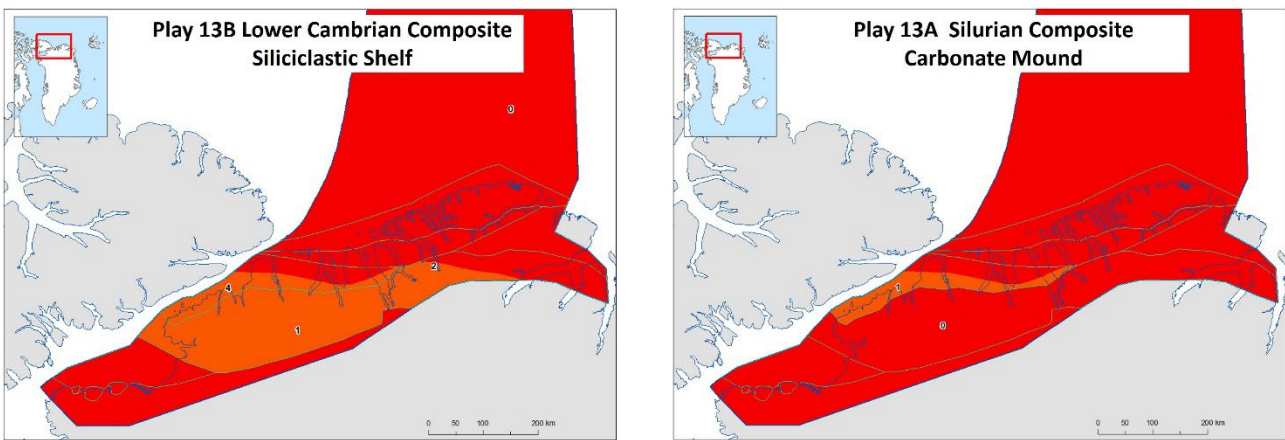 Play 13B Lower Cambrian Composite
Siliciclastic Shelf
0
2
4
1
0 50 100 200 km
Play 13A Silurian Composite
Carbonate Mound
1
0
0 50 100 200 km